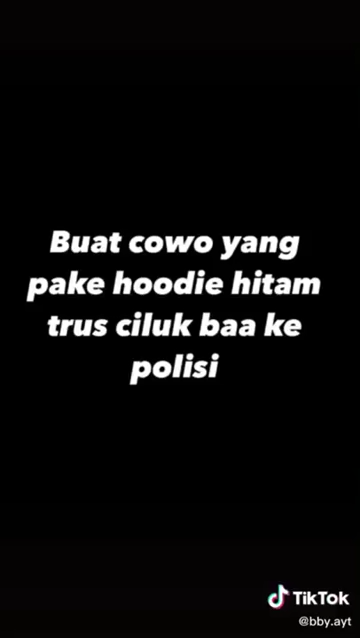 Buat cowo yang
pake hoodie hitam
trus ciluk baa ke
polisi
TikTok
@bby.ayt